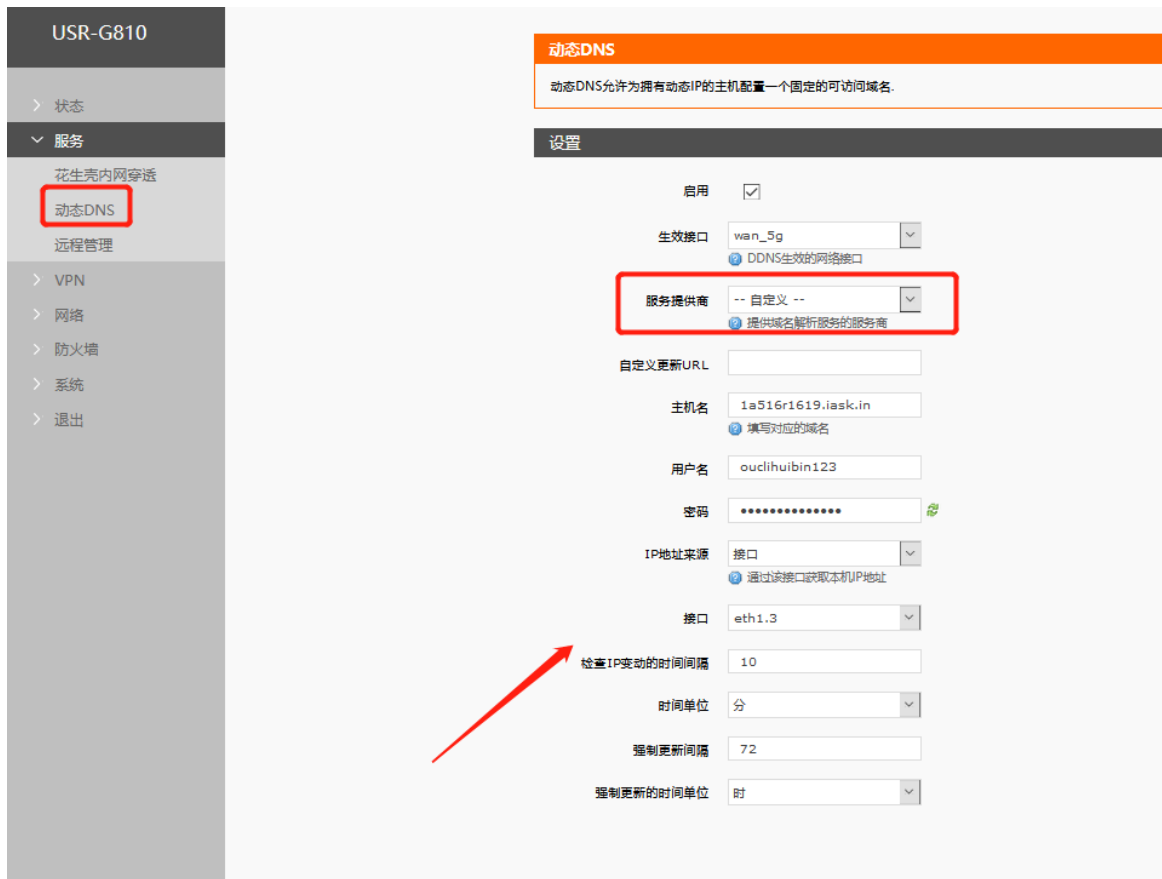 USR-G810
状态
服务
花生壳内网穿透
动态DNS
远程管理
VPN
网络
防火墙
系统
退出
动态DNS
动态DNS允许为拥有动态IP的主机配置一个固定的可访问域名.
设置
启用
生效接口 wan_5g
DDNS生效的网络接口
服务提供商 -- 自定义 --
提供域名解析服务的服务商
自定义更新URL
主机名 1a516r1619.iask.in
填写对应的域名
用户名 ouclihuibin123
密码 ••••••••••••••
IP地址来源 接口
通过该接口获取本机IP地址
接口 eth1.3
检查IP变动的时间间隔 10
时间单位 分
强制更新间隔 72
强制更新的时间单位 时